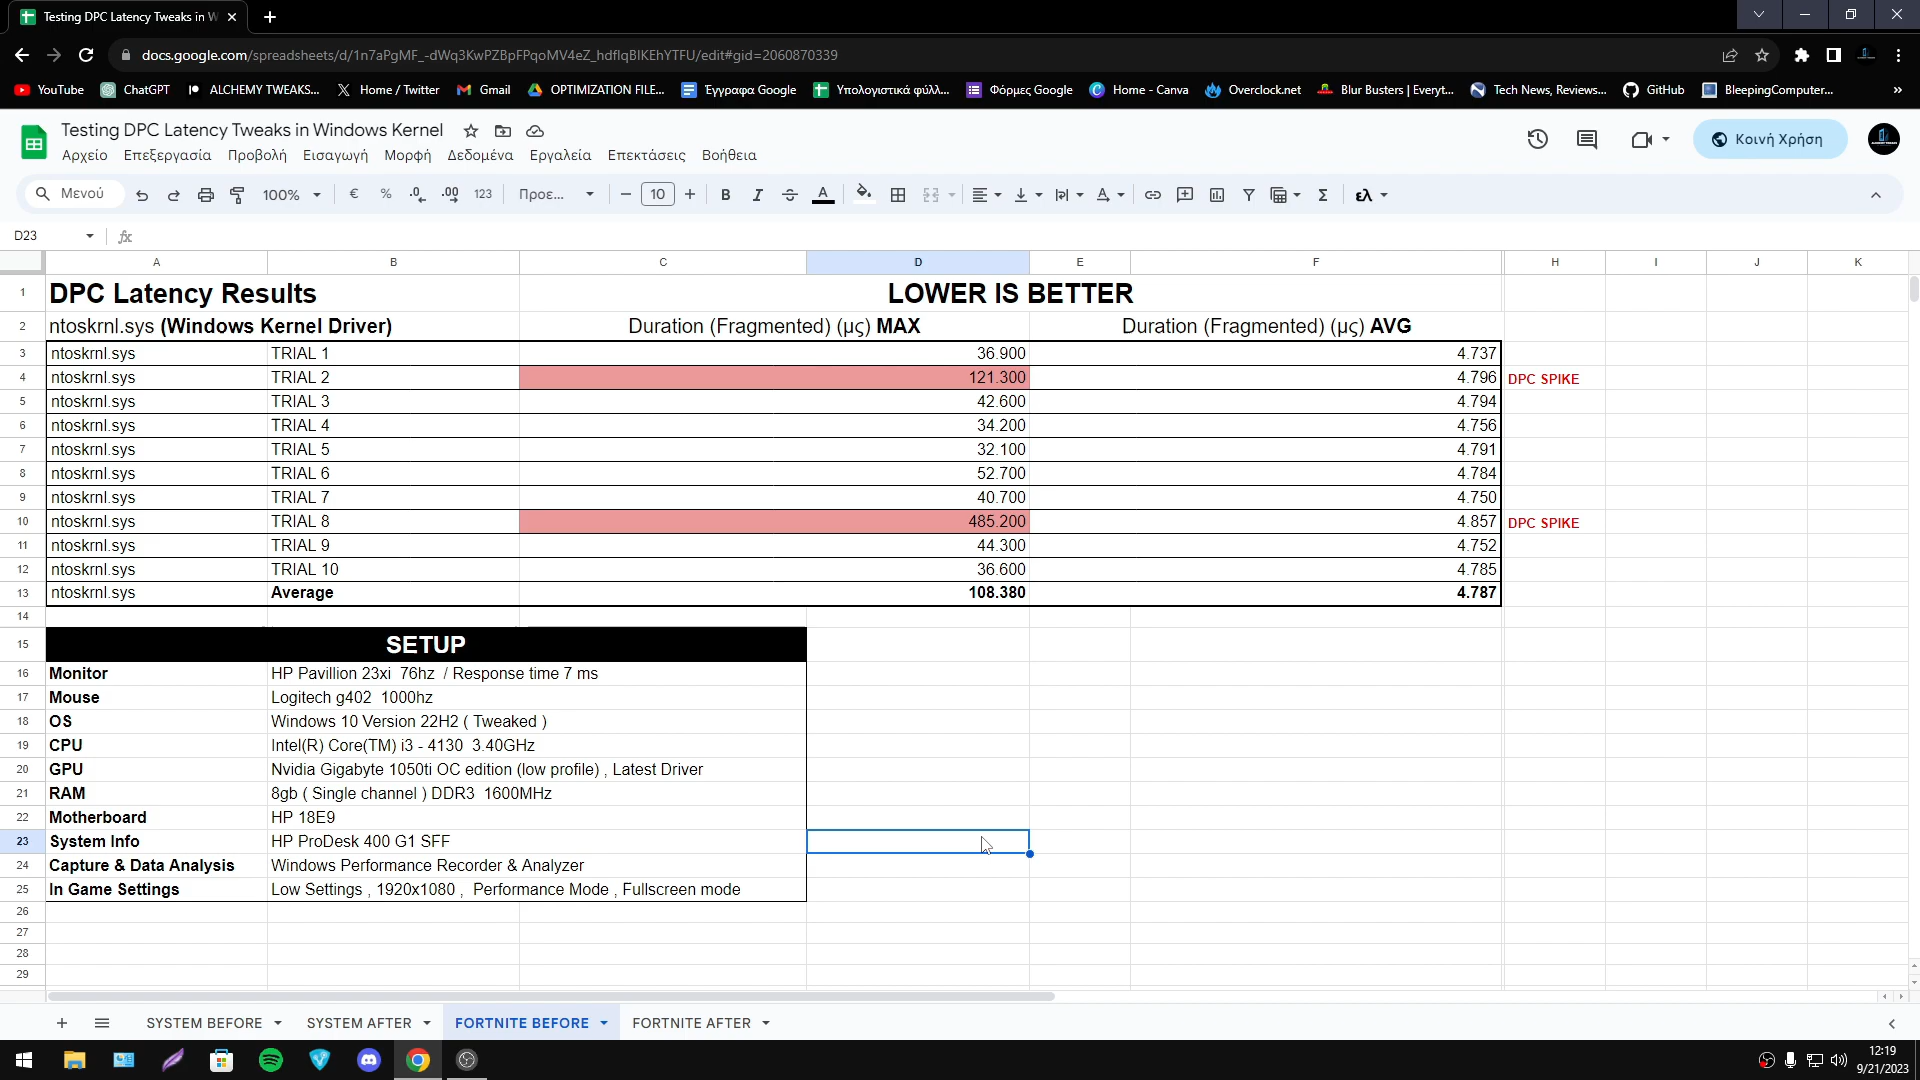 Testing DPC Latency Tweaks in W
docs.google.com/spreadsheets/d/1n7aPgMF_-dWq3KwPZBpFPqoMV4eZ_hdflqBlKEhYTFU/edit#gid=2060870339
YouTube ChatGPT ALCHEMY TWEAKS... Home / Twitter Gmail OPTIMIZATION FILE... Έγγραφα Google Υπολογιστικά φύλλ... Φόρμες Google Home - Canva Overclock.net Blur Busters | Everyt... Tech News, Reviews... GitHub BleepingComputer... »
Testing DPC Latency Tweaks in Windows Kernel
Αρχείο Επεξεργασία Προβολή Εισαγωγή Μορφή Δεδομένα Εργαλεία Επεκτάσεις Βοήθεια
Κοινή Χρήση
Μενού 100% € % .0 .00 123 Προε... − 10 + B I A Σ ελ
D23 fx
A B C D E F H I J K
1 DPC Latency Results LOWER IS BETTER
2 ntoskrnl.sys (Windows Kernel Driver) Duration (Fragmented) (μς) MAX Duration (Fragmented) (μς) AVG
3 ntoskrnl.sys TRIAL 1 36.900 4.737
4 ntoskrnl.sys TRIAL 2 121.300 4.796 DPC SPIKE
5 ntoskrnl.sys TRIAL 3 42.600 4.794
6 ntoskrnl.sys TRIAL 4 34.200 4.756
7 ntoskrnl.sys TRIAL 5 32.100 4.791
8 ntoskrnl.sys TRIAL 6 52.700 4.784
9 ntoskrnl.sys TRIAL 7 40.700 4.750
10 ntoskrnl.sys TRIAL 8 485.200 4.857 DPC SPIKE
11 ntoskrnl.sys TRIAL 9 44.300 4.752
12 ntoskrnl.sys TRIAL 10 36.600 4.785
13 ntoskrnl.sys Average 108.380 4.787
14
15 SETUP
16 Monitor HP Pavillion 23xi 76hz / Response time 7 ms
17 Mouse Logitech g402 1000hz
18 OS Windows 10 Version 22H2 ( Tweaked )
19 CPU Intel(R) Core(TM) i3 - 4130 3.40GHz
20 GPU Nvidia Gigabyte 1050ti OC edition (low profile) , Latest Driver
21 RAM 8gb ( Single channel ) DDR3 1600MHz
22 Motherboard HP 18E9
23 System Info HP ProDesk 400 G1 SFF
24 Capture & Data Analysis Windows Performance Recorder & Analyzer
25 In Game Settings Low Settings , 1920x1080 , Performance Mode , Fullscreen mode
26
27
28
29
SYSTEM BEFORE SYSTEM AFTER FORTNITE BEFORE FORTNITE AFTER
12:19
9/21/2023